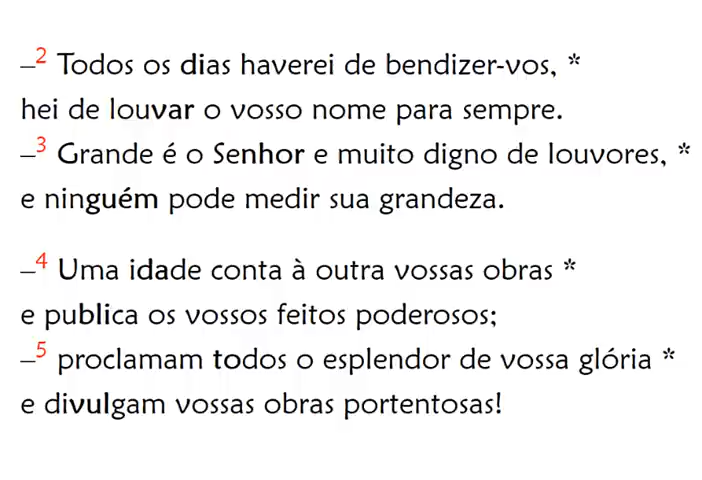 –2 Todos os dias haverei de bendizer-vos, *
hei de louvar o vosso nome para sempre.
–3 Grande é o Senhor e muito digno de louvores, *
e ninguém pode medir sua grandeza.
–4 Uma idade conta à outra vossas obras *
e publica os vossos feitos poderosos;
–5 proclamam todos o esplendor de vossa glória *
e divulgam vossas obras portentosas!